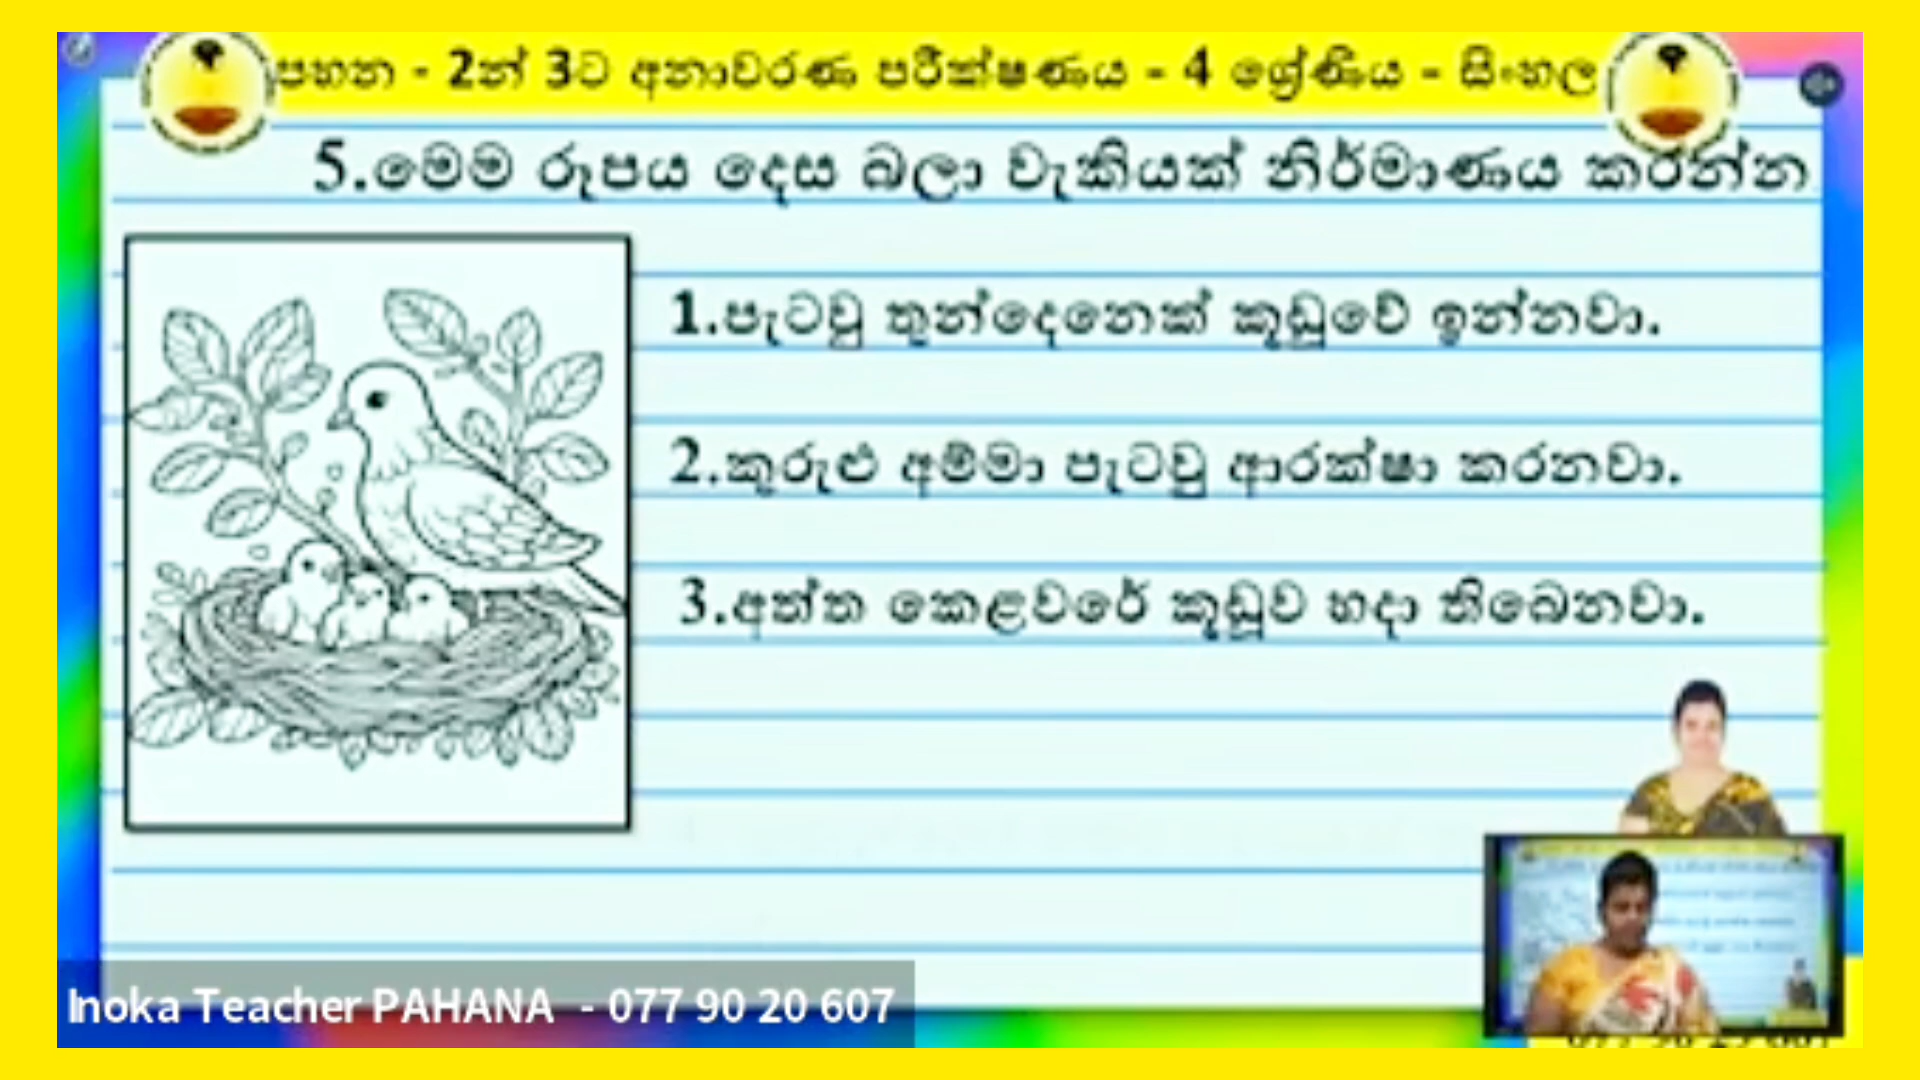 පහන - 2න් 3ට අනාවරණ පරීක්ෂණය - 4 ශ්‍රේණිය - සිංහල
5.මෙම රූපය දෙස බලා වැකියක් නිර්මාණය කරන්න
1.පැටවු තුන්දෙනෙක් කූඩුවේ ඉන්නවා.
2.කුරුළු අම්මා පැටවු ආරක්ෂා කරනවා.
3.අත්ත කෙළවරේ කූඩුව හදා තිබෙනවා.
Inoka Teacher PAHANA - 077 90 20 607